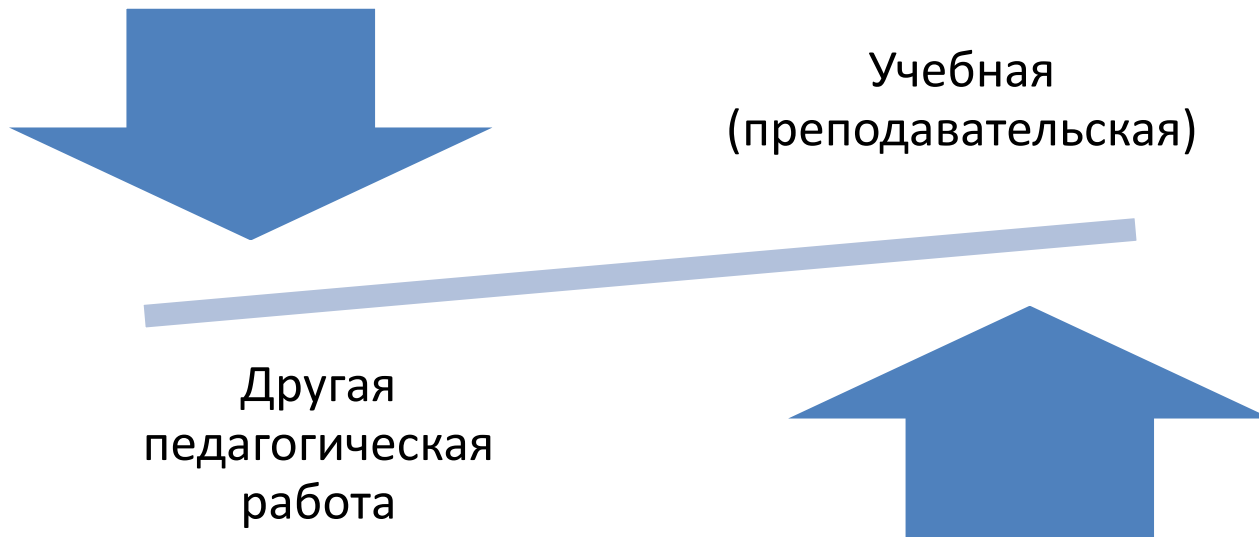 Учебная
(преподавательская)
Другая
педагогическая
работа